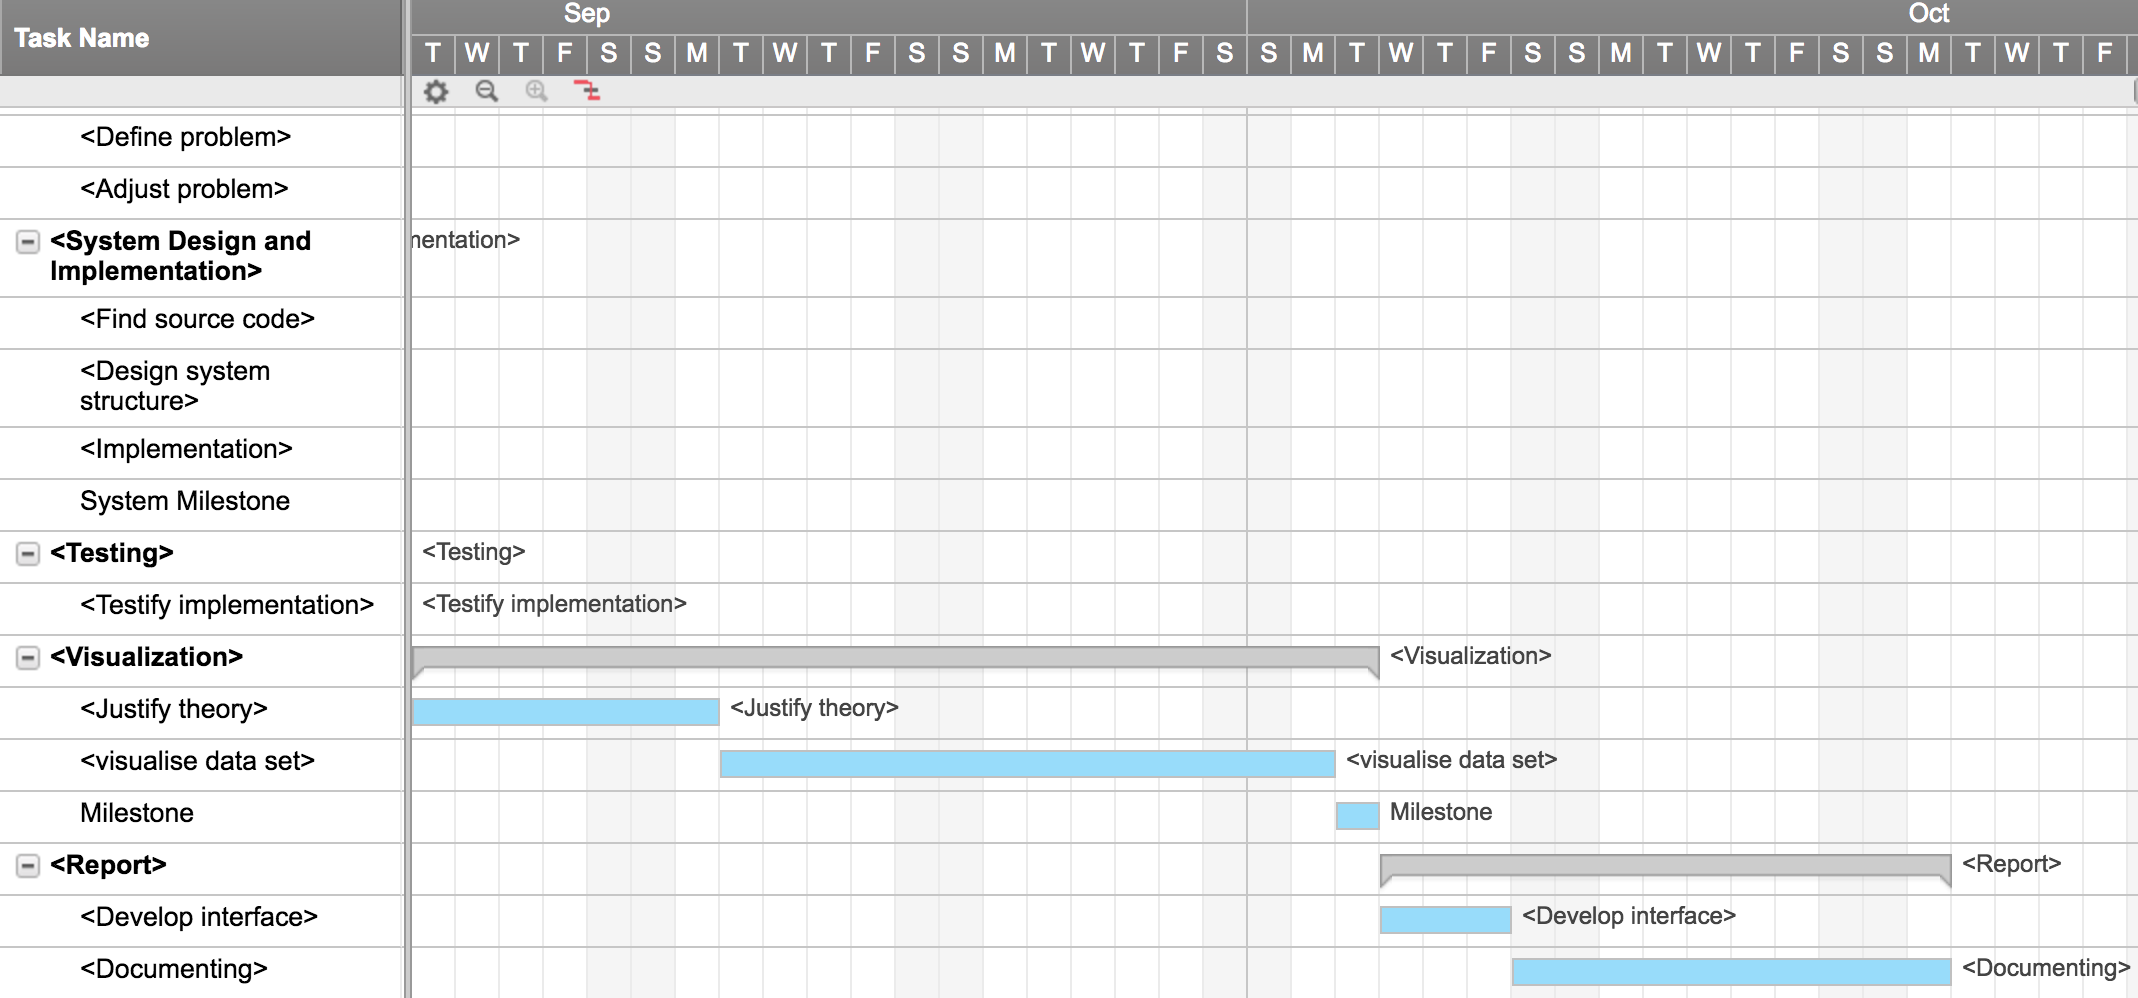 Task Name
Sep Oct
T W T F S S M T W T F S S M T W T F S S M T W T F S S M T W T F S S M T W T F
<Define problem>
<Adjust problem>
<System Design and
Implementation>
mentation>
<Find source code>
<Design system
structure>
<Implementation>
System Milestone
<Testing> <Testing>
<Testify implementation> <Testify implementation>
<Visualization> <Visualization>
<Justify theory> <Justify theory>
<visualise data set> <visualise data set>
Milestone Milestone
<Report> <Report>
<Develop interface> <Develop interface>
<Documenting> <Documenting>